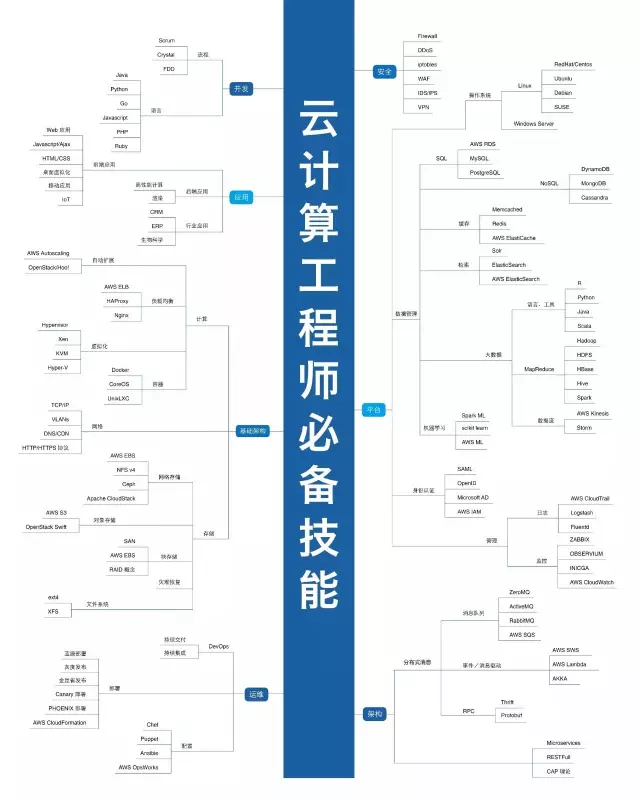 云计算工程师必备技能
开发
流程
Scrum
Crystal
FDD
语言
Java
Python
Go
Javascript
PHP
Ruby
应用
前端应用
Web 应用
Javascript/Ajax
HTML/CSS
桌面虚拟化
移动应用
IoT
后端应用
高性能计算
渲染
行业应用
CRM
ERP
生物科学
基础架构
计算
自动扩展
AWS Autoscaling
OpenStack/Hoot
负载均衡
AWS ELB
HAProxy
Nginx
虚拟化
Hypervisor
Xen
KVM
Hyper-V
容器
Docker
CoreOS
UnixLXC
网络
TCP/IP
VLANs
DNS/CDN
HTTP/HTTPS 协议
存储
网络存储
AWS EBS
NFS v4
Ceph
Apache CloudStack
对象存储
AWS S3
OpenStack Swift
块存储
SAN
AWS EBS
RAID 概念
灾难恢复
文件系统
ext4
XFS
运维
DevOps
持续交付
持续集成
部署
蓝绿部署
灰度发布
金丝雀发布
Canary 部署
PHOENIX 部署
AWS CloudFormation
配置
Chef
Puppet
Ansible
AWS OpsWorks
安全
Firewall
DDoS
iptobles
WAF
IDS/IPS
VPN
平台
操作系统
Linux
RedHat/Centos
Ubuntu
Debian
SUSE
Windows Server
数据管理
SQL
AWS RDS
MySQL
PostgreSQL
NoSQL
DynamoDB
MongoDB
Cassandra
缓存
Memcached
Redis
AWS ElastiCache
检索
Solr
ElasticSearch
AWS ElasticSearch
大数据
语言、工具
R
Python
Java
Scala
MapReduce
Hadoop
HDFS
HBase
Hive
Spark
数据流
AWS Kinesis
Storm
机器学习
Spark ML
scikit learn
AWS ML
身份认证
SAML
OpenID
Microsoft AD
AWS IAM
管理
日志
AWS CloudTrail
Logstash
Fluentd
监控
ZABBIX
OBSERVIUM
INICGA
AWS CloudWatch
架构
分布式消息
消息队列
ZeroMQ
ActiveMQ
RabbitMQ
AWS SQS
事件／消息驱动
AWS SWS
AWS Lambda
AKKA
RPC
Thrift
Protobuf
Microservices
RESTFull
CAP 理论